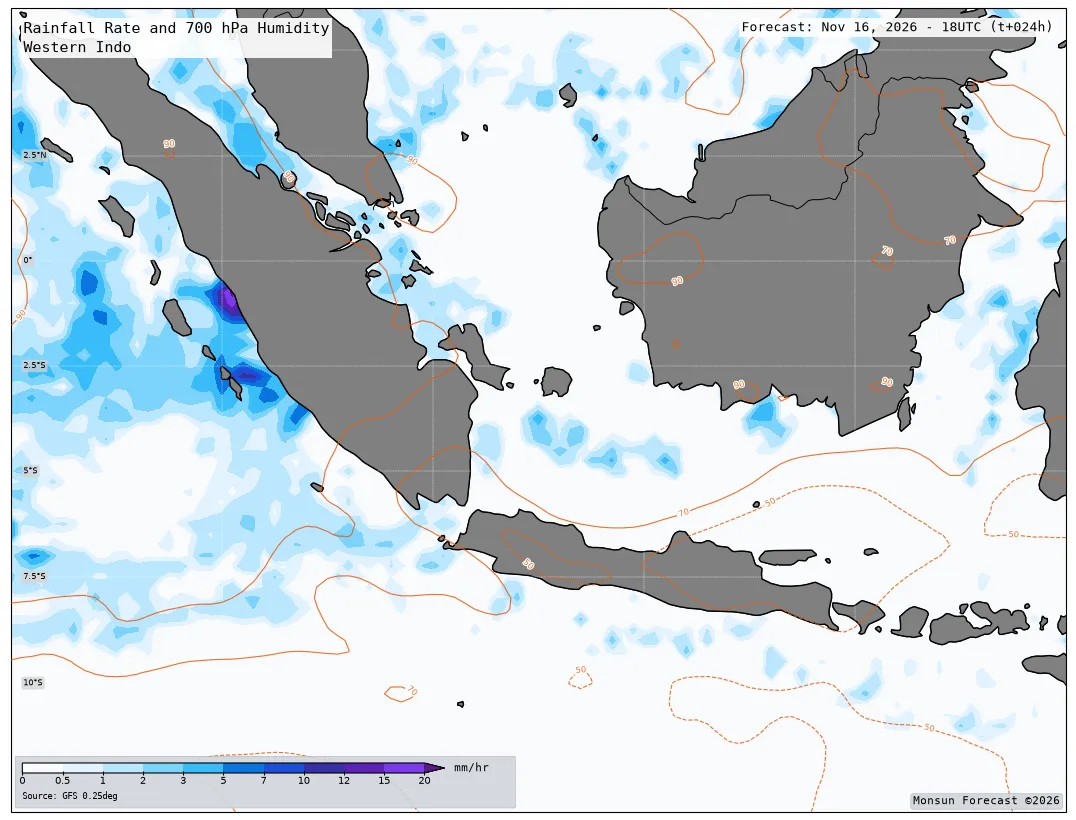 Rainfall Rate and 700 hPa Humidity
Western Indo
Forecast: Nov 16, 2026 - 18UTC (t+024h)
90
90
2.5°N
70
70
0°
90
90
2.5°S
90
90
5°S
50
70
50
50
7.5°S
50
10°S
70
50
mm/hr
0 0.5 1 2 3 5 7 10 12 15 20
Source: GFS 0.25deg
Monsun Forecast ©2026